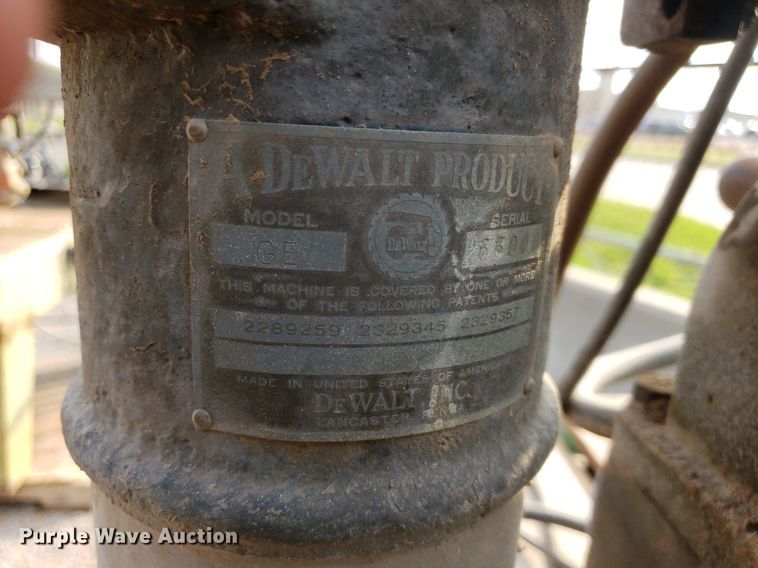 A DEWALT PRODUCT
MODEL
SERIAL
CE
DEWALT
THIS MACHINE IS COVERED BY ONE OR MORE
OF THE FOLLOWING PATENTS
2289259 2329345 2329357
MADE IN UNITED STATES OF AMERICA
DEWALT INC.
LANCASTER
Purple Wave Auction